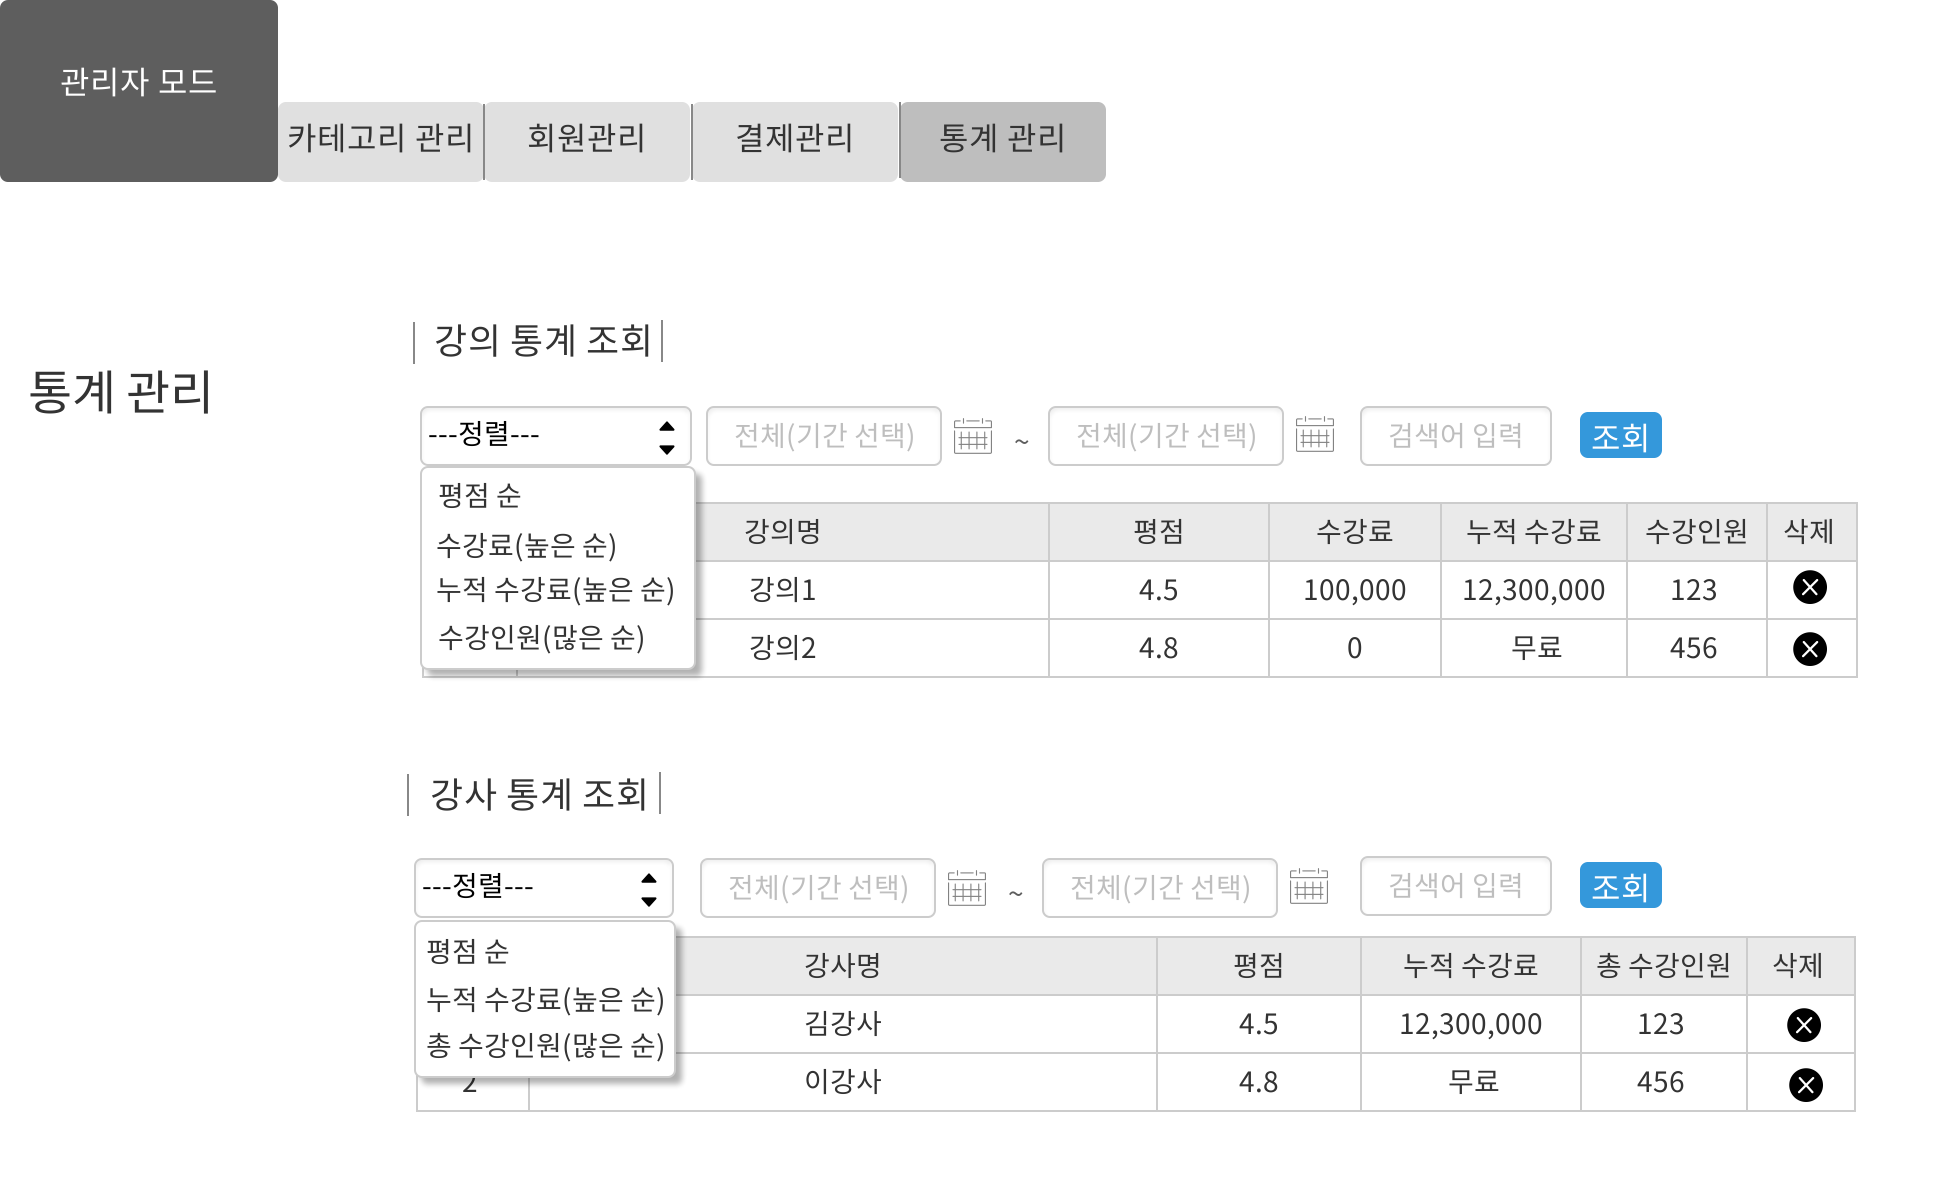 관리자 모드
카테고리 관리 회원관리 결제관리 통계 관리
통계 관리
강의 통계 조회
---정렬--- 전체(기간 선택) ~ 전체(기간 선택) 검색어 입력 조회
평점 순
수강료(높은 순)
누적 수강료(높은 순)
수강인원(많은 순)
강의명 평점 수강료 누적 수강료 수강인원 삭제
강의1 4.5 100,000 12,300,000 123
강의2 4.8 0 무료 456
강사 통계 조회
---정렬--- 전체(기간 선택) ~ 전체(기간 선택) 검색어 입력 조회
평점 순
누적 수강료(높은 순)
총 수강인원(많은 순)
강사명 평점 누적 수강료 총 수강인원 삭제
김강사 4.5 12,300,000 123
2 이강사 4.8 무료 456